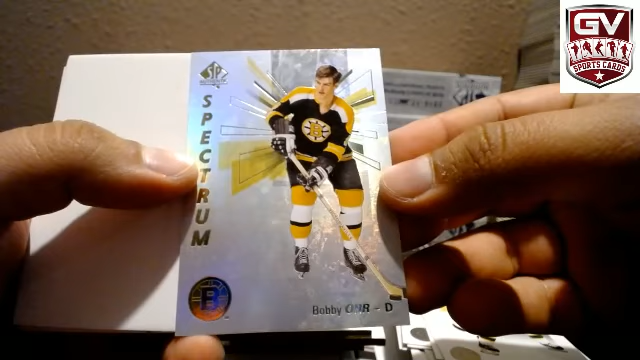 GV
SPORTS CARDS
SP
SPECTRUM
B
B
Bobby ORR - D